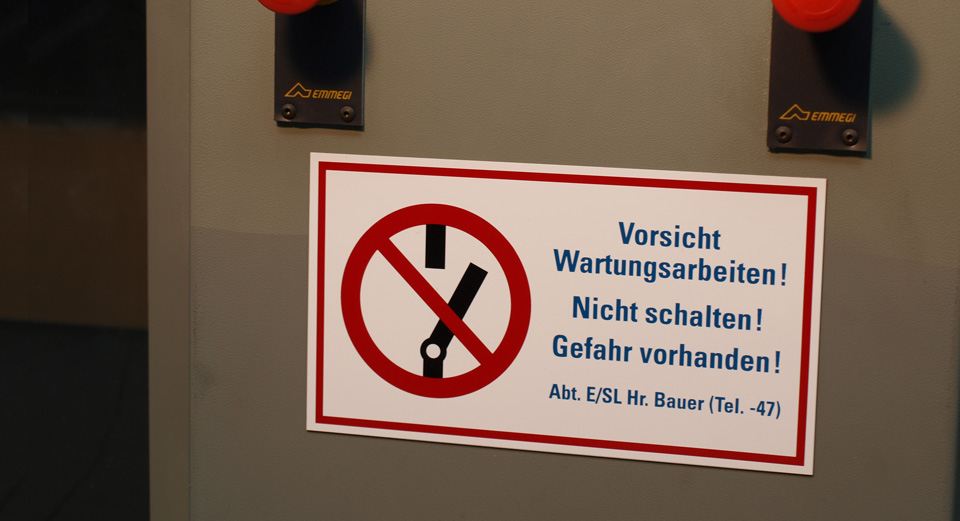 EMMEGI
EMMEGI
Vorsicht
Wartungsarbeiten!
Nicht schalten!
Gefahr vorhanden!
Abt. E/SL Hr. Bauer (Tel. -47)